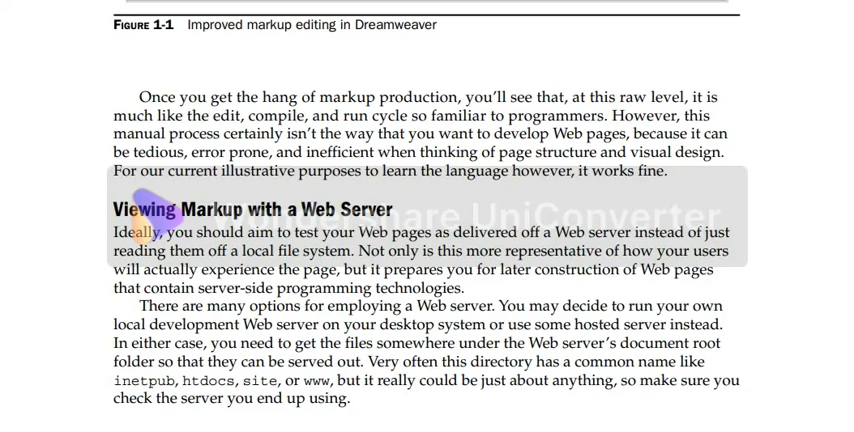 FIGURE 1-1 Improved markup editing in Dreamweaver
Once you get the hang of markup production, you'll see that, at this raw level, it is
much like the edit, compile, and run cycle so familiar to programmers. However, this
manual process certainly isn't the way that you want to develop Web pages, because it can
be tedious, error prone, and inefficient when thinking of page structure and visual design.
For our current illustrative purposes to learn the language however, it works fine.
Viewing Markup with a Web Server
Wondershare UniConverter
Ideally, you should aim to test your Web pages as delivered off a Web server instead of just
reading them off a local file system. Not only is this more representative of how your users
will actually experience the page, but it prepares you for later construction of Web pages
that contain server-side programming technologies.
There are many options for employing a Web server. You may decide to run your own
local development Web server on your desktop system or use some hosted server instead.
In either case, you need to get the files somewhere under the Web server's document root
folder so that they can be served out. Very often this directory has a common name like
inetpub, htdocs, site, or www, but it really could be just about anything, so make sure you
check the server you end up using.